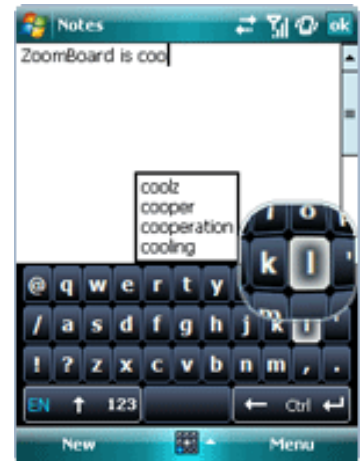 Notes ok
ZoomBoard is coo
coolz
cooper
cooperation
cooling
i o p
k l '
@ q w e r t y
/ a s d f g h j k l '
m
! ? z x c v b n m , .
EN 123 Ctrl
New Menu